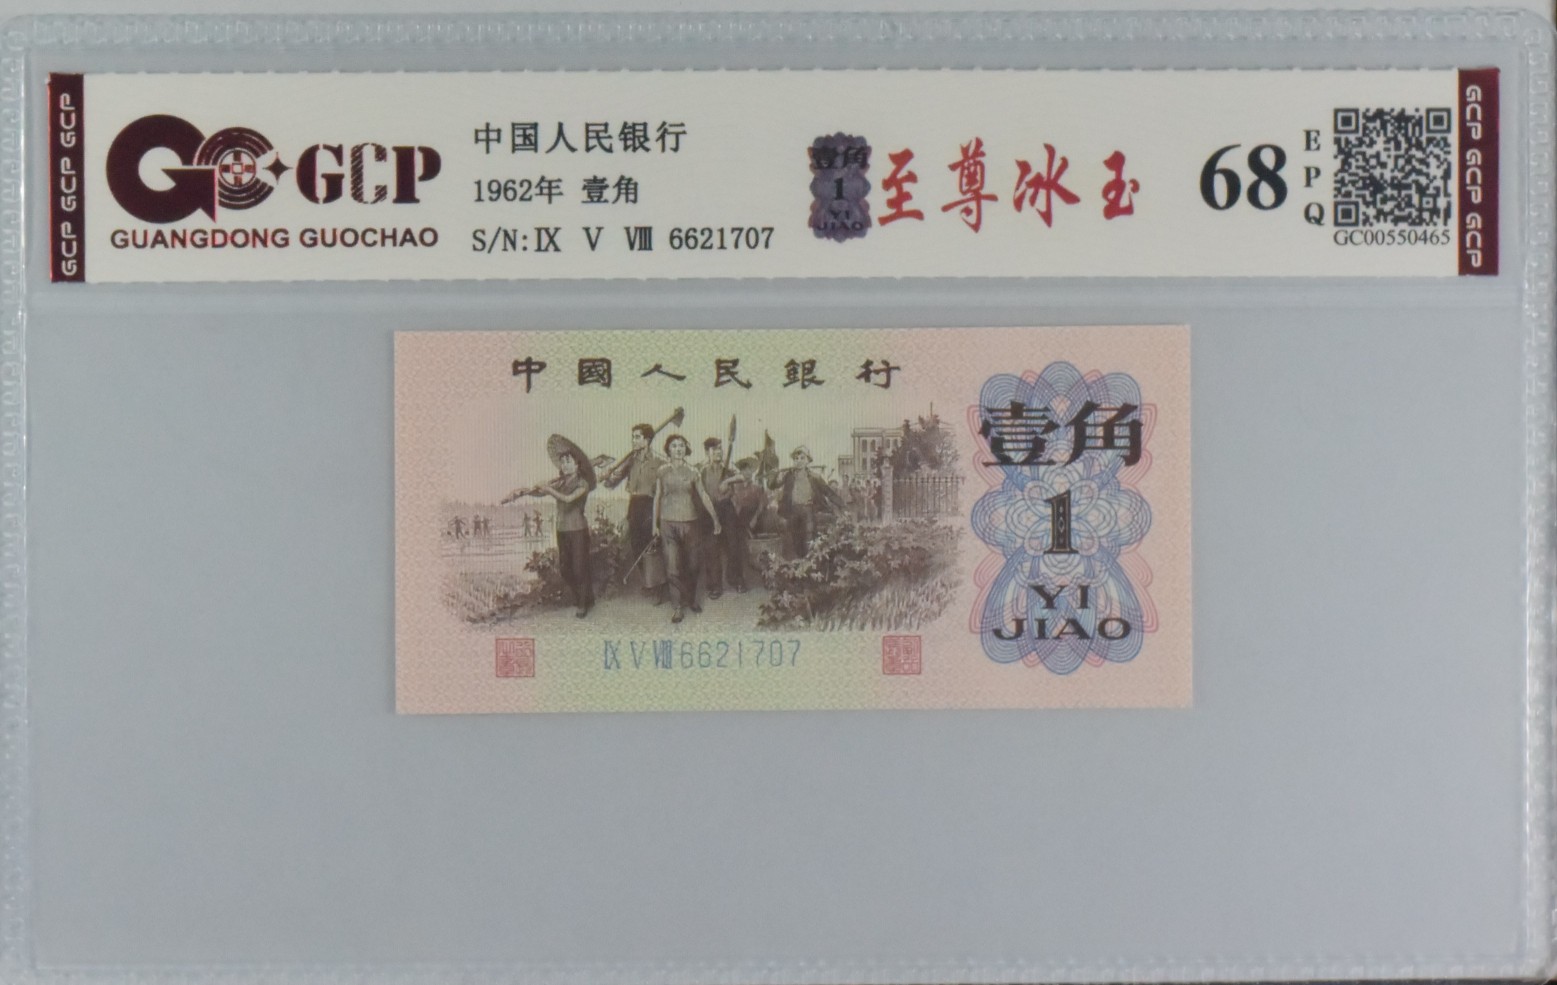 GCP GCP GCP
GCP
GUANGDONG GUOCHAO
中国人民银行
1962年 壹角
S/N: IX V VIII 6621707
壹角
1
YI
JIAO
至尊冰玉
68
EPQ
GC00550465
GCP GCP GCP
中國人民銀行
壹角
1
YI
JIAO
IX V VIII 6621707